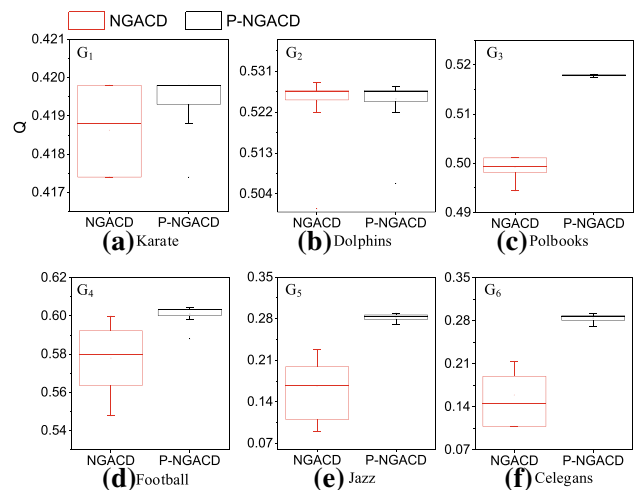 NGACD P-NGACD
G1
0.421
0.420
0.419
0.418
0.417
Q
NGACD P-NGACD
(a) Karate
G2
0.531
0.522
0.513
0.504
NGACD P-NGACD
(b) Dolphins
G3
0.52
0.51
0.50
0.49
NGACD P-NGACD
(c) Polbooks
G4
0.62
0.60
0.58
0.56
0.54
NGACD P-NGACD
(d) Football
G5
0.35
0.28
0.21
0.14
0.07
NGACD P-NGACD
(e) Jazz
G6
0.35
0.28
0.21
0.14
0.07
NGACD P-NGACD
(f) Celegans